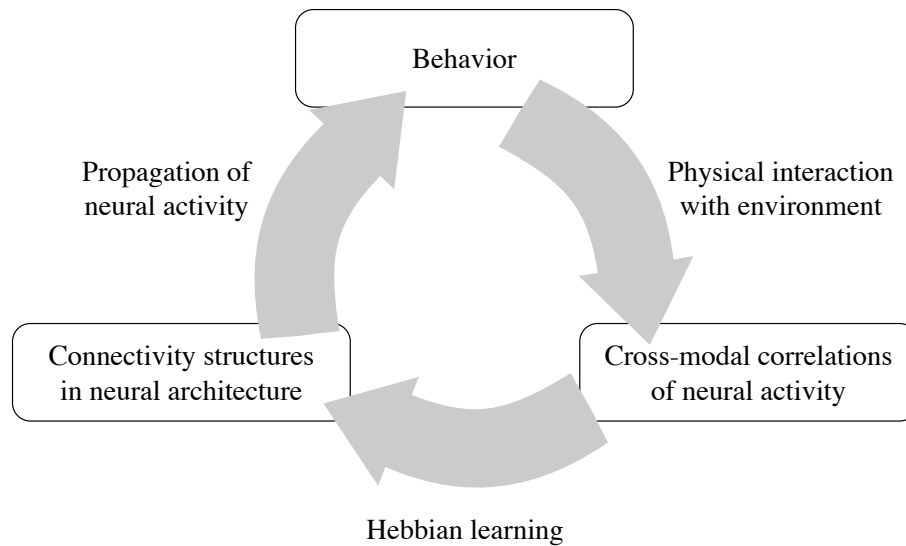 Behavior
Propagation of
neural activity
Physical interaction
with environment
Connectivity structures
in neural architecture
Cross-modal correlations
of neural activity
Hebbian learning